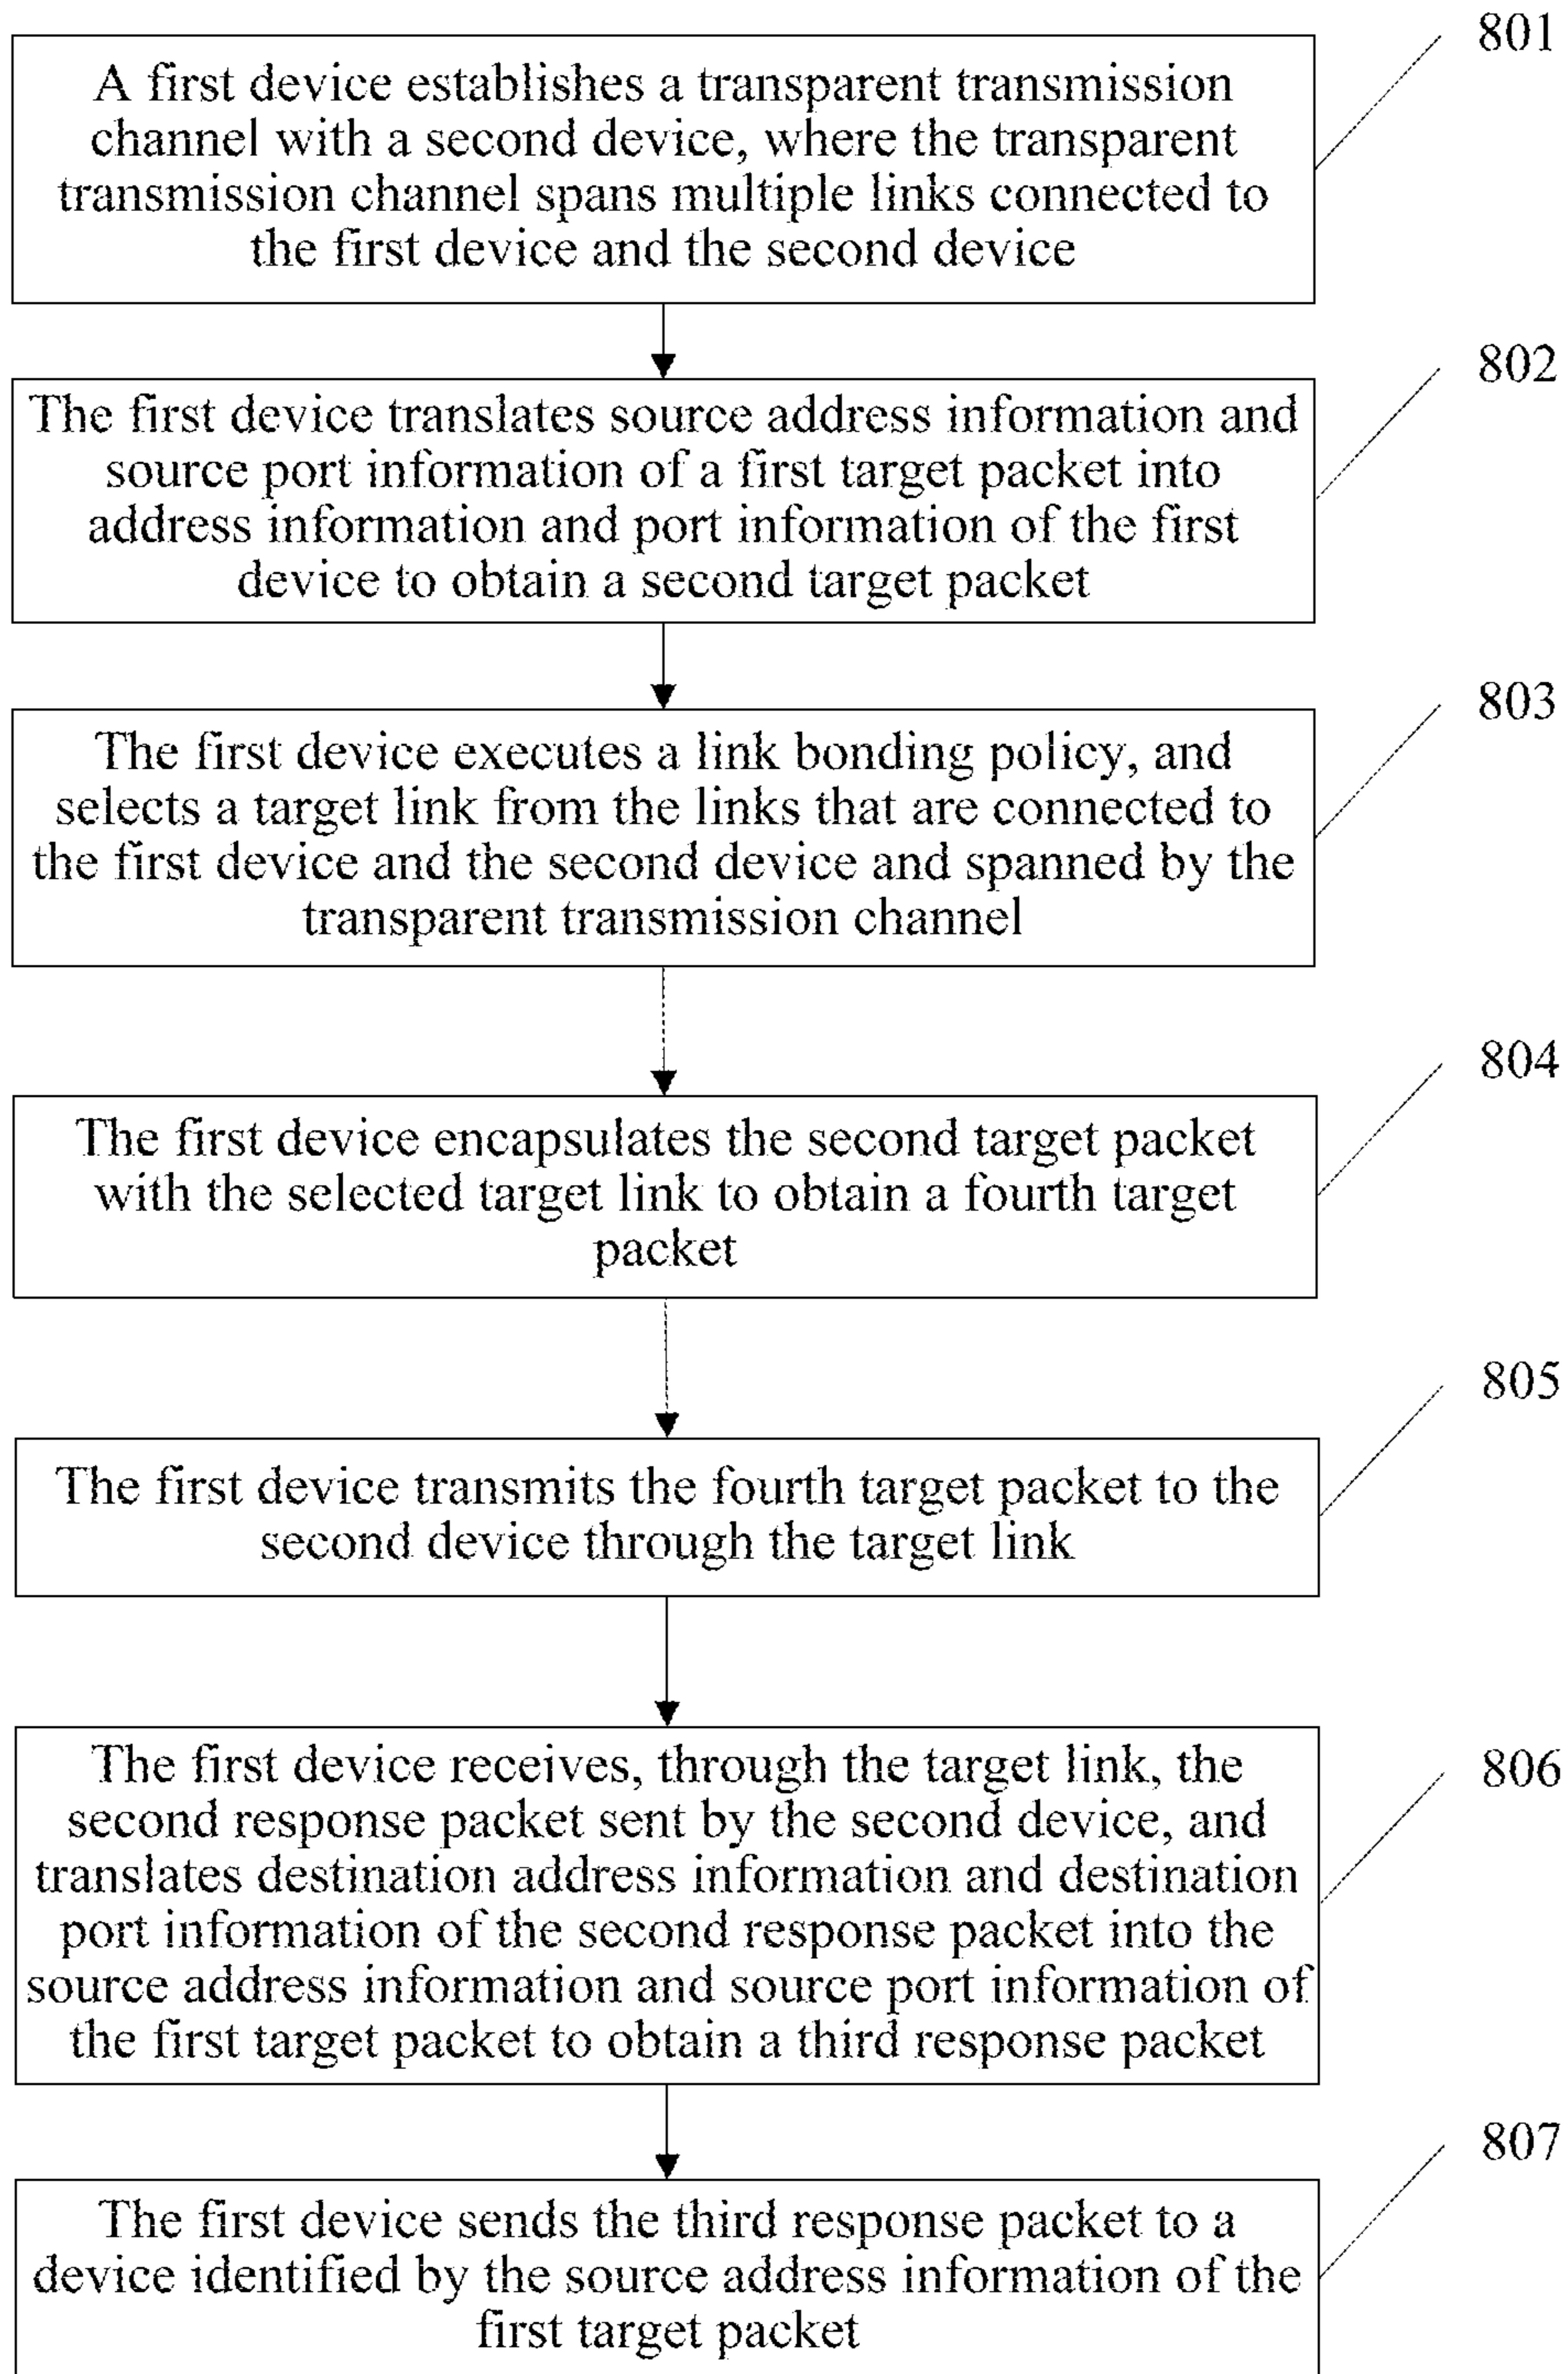 801
A first device establishes a transparent transmission
channel with a second device, where the transparent
transmission channel spans multiple links connected to
the first device and the second device
802
The first device translates source address information and
source port information of a first target packet into
address information and port information of the first
device to obtain a second target packet
803
The first device executes a link bonding policy, and
selects a target link from the links that are connected to
the first device and the second device and spanned by the
transparent transmission channel
804
The first device encapsulates the second target packet
with the selected target link to obtain a fourth target
packet
805
The first device transmits the fourth target packet to the
second device through the target link
806
The first device receives, through the target link, the
second response packet sent by the second device, and
translates destination address information and destination
port information of the second response packet into the
source address information and source port information of
the first target packet to obtain a third response packet
807
The first device sends the third response packet to a
device identified by the source address information of the
first target packet